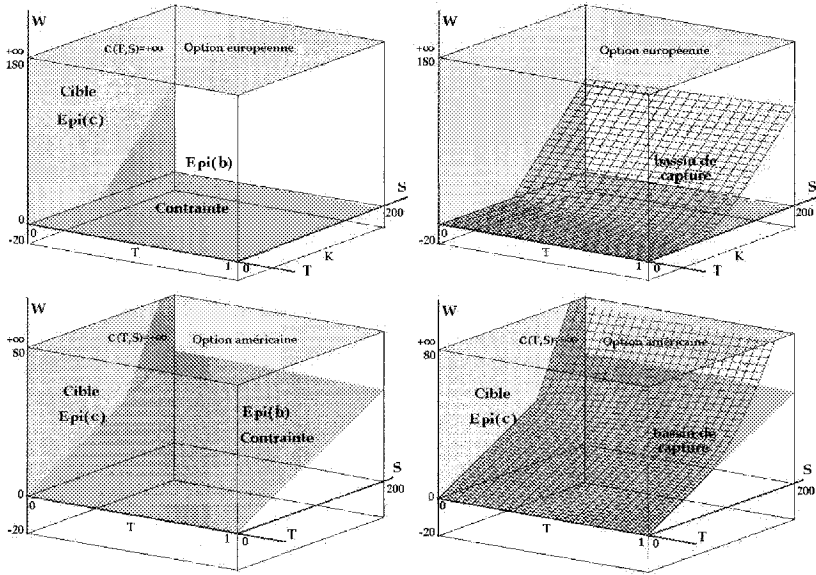 W
+∞
180
C(T,S)=+∞
Option européenne
Cible
Epi(c)
Epi(b)
Contrainte
S
200
0
-20
0
T
K
1
0
T
W
+∞
180
Option européenne
bassin de
capture
S
200
0
-20
0
T
K
1
0
T
W
+∞
80
C(T,S)=+∞
Option américaine
Cible
Epi(c)
Epi(b)
Contrainte
S
200
0
-20
0
T
1
0
T
W
+∞
80
C(T,S)=+∞
Option américaine
Cible
Epi(c)
bassin de
capture
S
200
0
-20
0
T
1
0
T